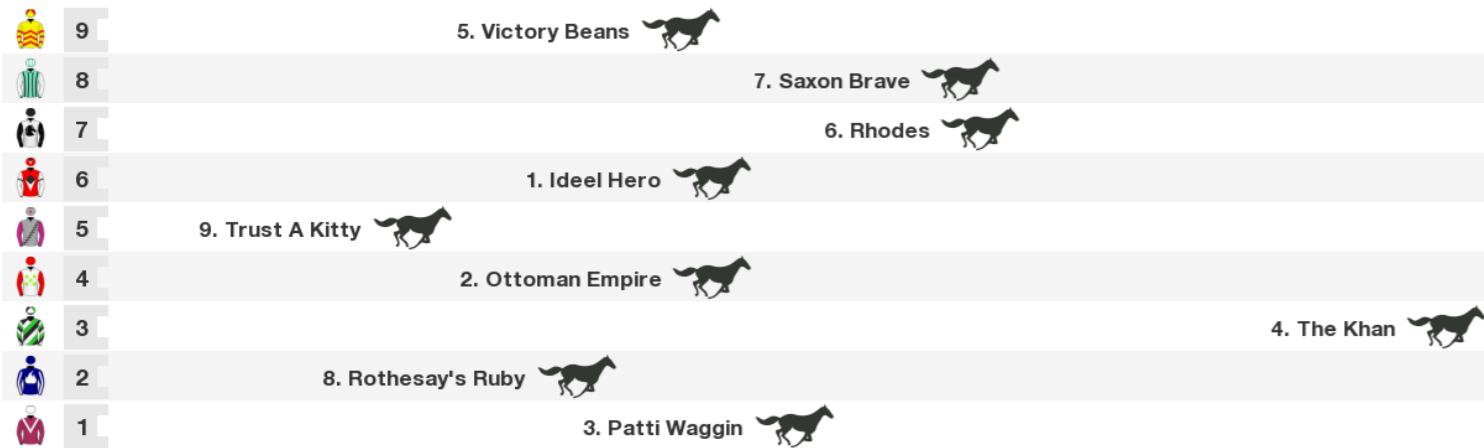 9 5. Victory Beans
8 7. Saxon Brave
7 6. Rhodes
6 1. Ideel Hero
5 9. Trust A Kitty
4 2. Ottoman Empire
3 4. The Khan
2 8. Rothesay's Ruby
1 3. Patti Waggin